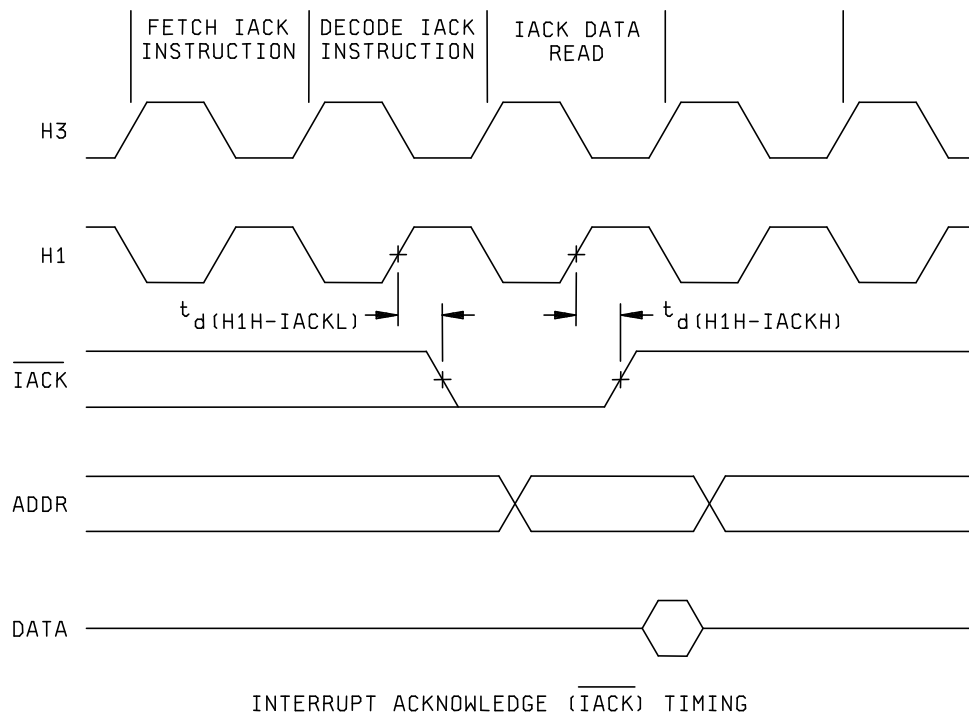 FETCH IACK
INSTRUCTION
DECODE IACK
INSTRUCTION
IACK DATA
READ
H3
H1
td(H1H-IACKL)
td(H1H-IACKH)
IACK
ADDR
DATA
INTERRUPT ACKNOWLEDGE (IACK) TIMING